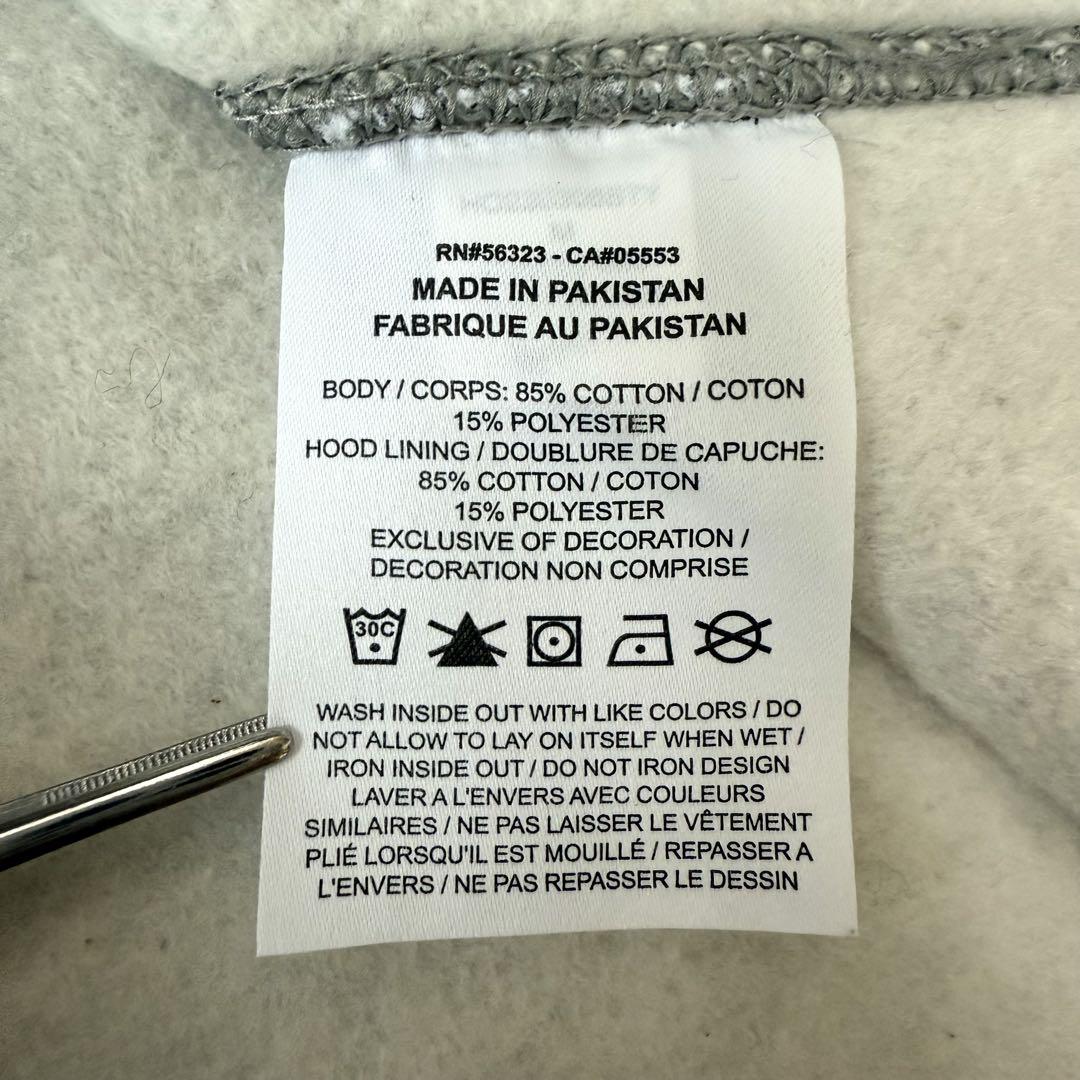 RN#56323 - CA#05553
MADE IN PAKISTAN
FABRIQUE AU PAKISTAN
BODY / CORPS: 85% COTTON / COTON
15% POLYESTER
HOOD LINING / DOUBLURE DE CAPUCHE:
85% COTTON / COTON
15% POLYESTER
EXCLUSIVE OF DECORATION /
DECORATION NON COMPRISE
30C
WASH INSIDE OUT WITH LIKE COLORS / DO
NOT ALLOW TO LAY ON ITSELF WHEN WET /
IRON INSIDE OUT / DO NOT IRON DESIGN
LAVER A L'ENVERS AVEC COULEURS
SIMILAIRES / NE PAS LAISSER LE VÊTEMENT
PLIÉ LORSQU'IL EST MOUILLÉ / REPASSER A
L'ENVERS / NE PAS REPASSER LE DESSIN